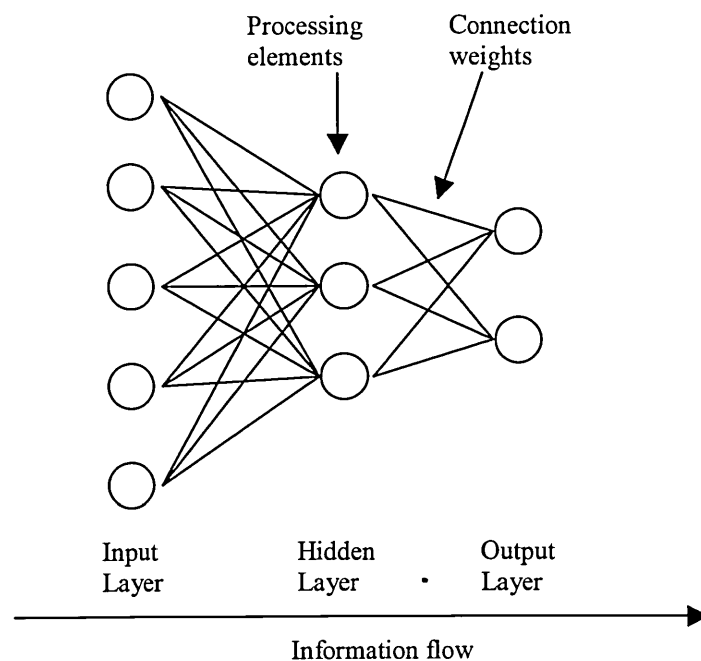 Processing
elements
Connection
weights
Input
Layer
Hidden
Layer
Output
Layer
Information flow